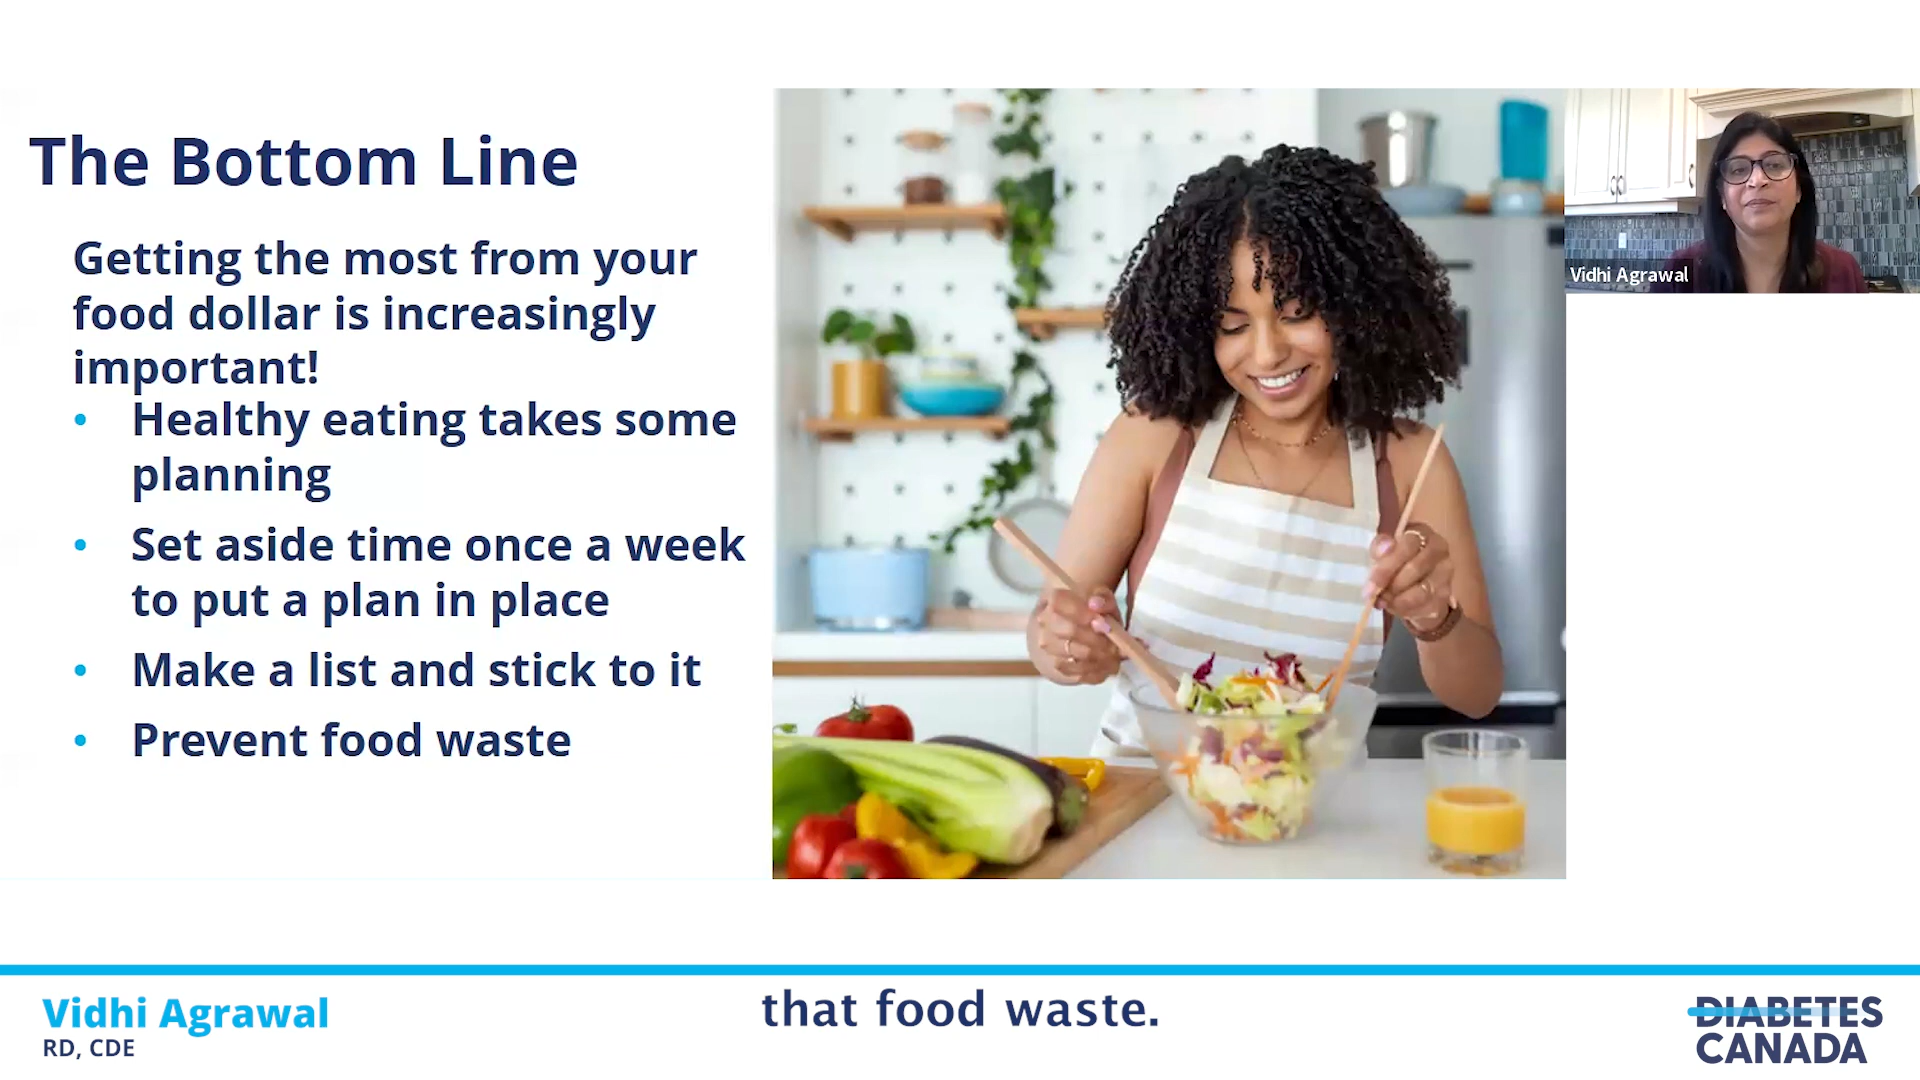 The Bottom Line
Getting the most from your
food dollar is increasingly
important!
• Healthy eating takes some
planning
• Set aside time once a week
to put a plan in place
• Make a list and stick to it
• Prevent food waste
Vidhi Agrawal
Vidhi Agrawal
RD, CDE
that food waste.
DIABETES
CANADA